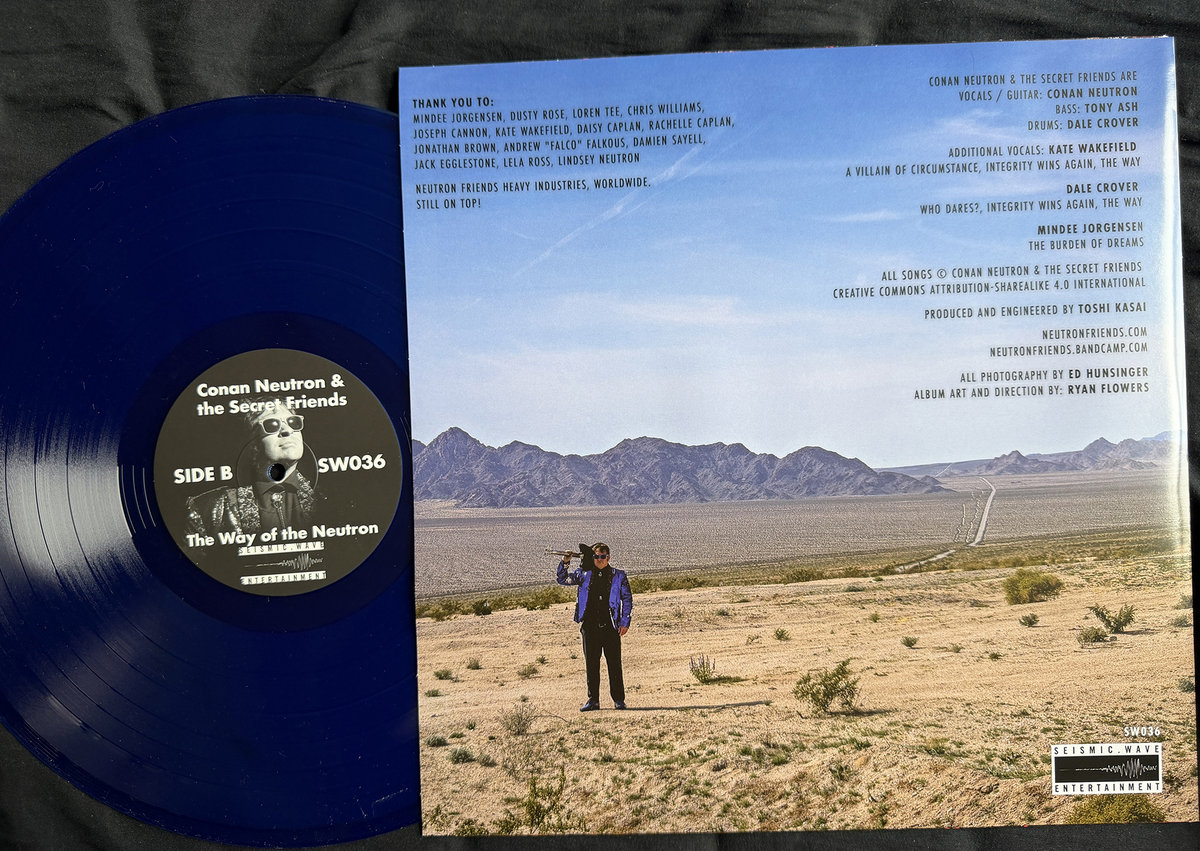 Conan Neutron &
the Secret Friends
SIDE B
SW036
The Way of the Neutron
SEISMIC.WAVE
ENTERTAINMENT
THANK YOU TO:
MINDEE JORGENSEN, DUSTY ROSE, LOREN TEE, CHRIS WILLIAMS,
JOSEPH CANNON, KATE WAKEFIELD, DAISY CAPLAN, RACHELLE CAPLAN,
JONATHAN BROWN, ANDREW "FALCO" FALKOUS, DAMIEN SAYELL,
JACK EGGLESTONE, LELA ROSS, LINDSEY NEUTRON
NEUTRON FRIENDS HEAVY INDUSTRIES, WORLDWIDE.
STILL ON TOP!
CONAN NEUTRON & THE SECRET FRIENDS ARE
VOCALS / GUITAR: CONAN NEUTRON
BASS: TONY ASH
DRUMS: DALE CROVER
ADDITIONAL VOCALS: KATE WAKEFIELD
A VILLAIN OF CIRCUMSTANCE, INTEGRITY WINS AGAIN, THE WAY
DALE CROVER
WHO DARES?, INTEGRITY WINS AGAIN, THE WAY
MINDEE JORGENSEN
THE BURDEN OF DREAMS
ALL SONGS © CONAN NEUTRON & THE SECRET FRIENDS
CREATIVE COMMONS ATTRIBUTION-SHAREALIKE 4.0 INTERNATIONAL
PRODUCED AND ENGINEERED BY TOSHI KASAI
NEUTRONFRIENDS.COM
NEUTRONFRIENDS.BANDCAMP.COM
ALL PHOTOGRAPHY BY ED HUNSINGER
ALBUM ART AND DIRECTION BY: RYAN FLOWERS
SW036
SEISMIC.WAVE
ENTERTAINMENT